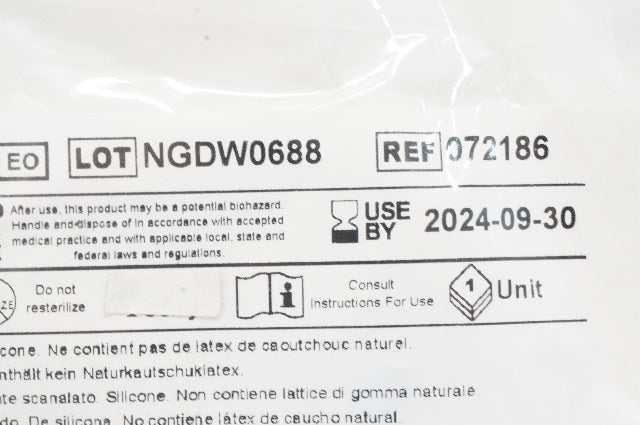 EO LOT NGDW0688 REF 072186
After use, this product may be a potential biohazard.
Handle and dispose of in accordance with accepted
medical practice and with applicable local, state and
federal laws and regulations.
USE
BY
2024-09-30
Do not
resterilize
Consult
Instructions For Use
1 Unit
cone. Ne contient pas de latex de caoutchouc naturel.
nthält kein Naturkautschuklatex.
te scanalato. Silicone. Non contiene lattice di gomma naturale.
do. De silicona. No contiene látex de caucho natural.